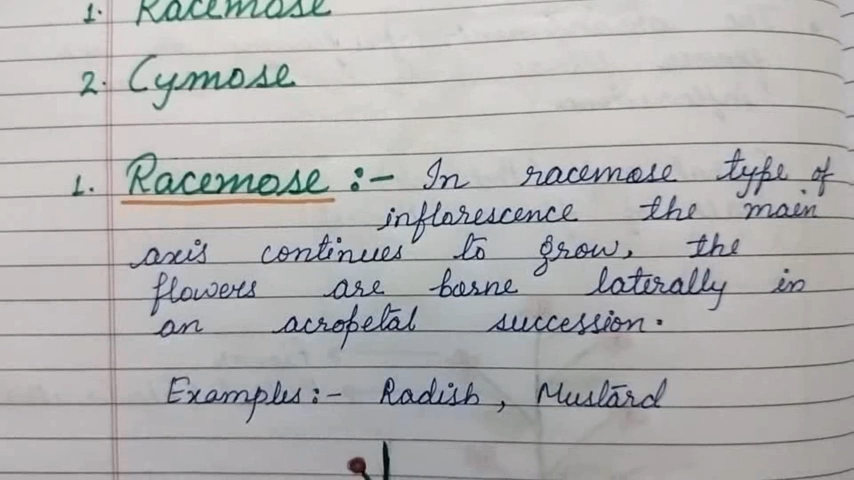 1. Racemose
2. Cymose
1. Racemose :- In racemose type of
inflorescence the main
axis continues to grow, the
flowers are borne laterally in
an acropetal succession.
Examples:- Radish, Mustard